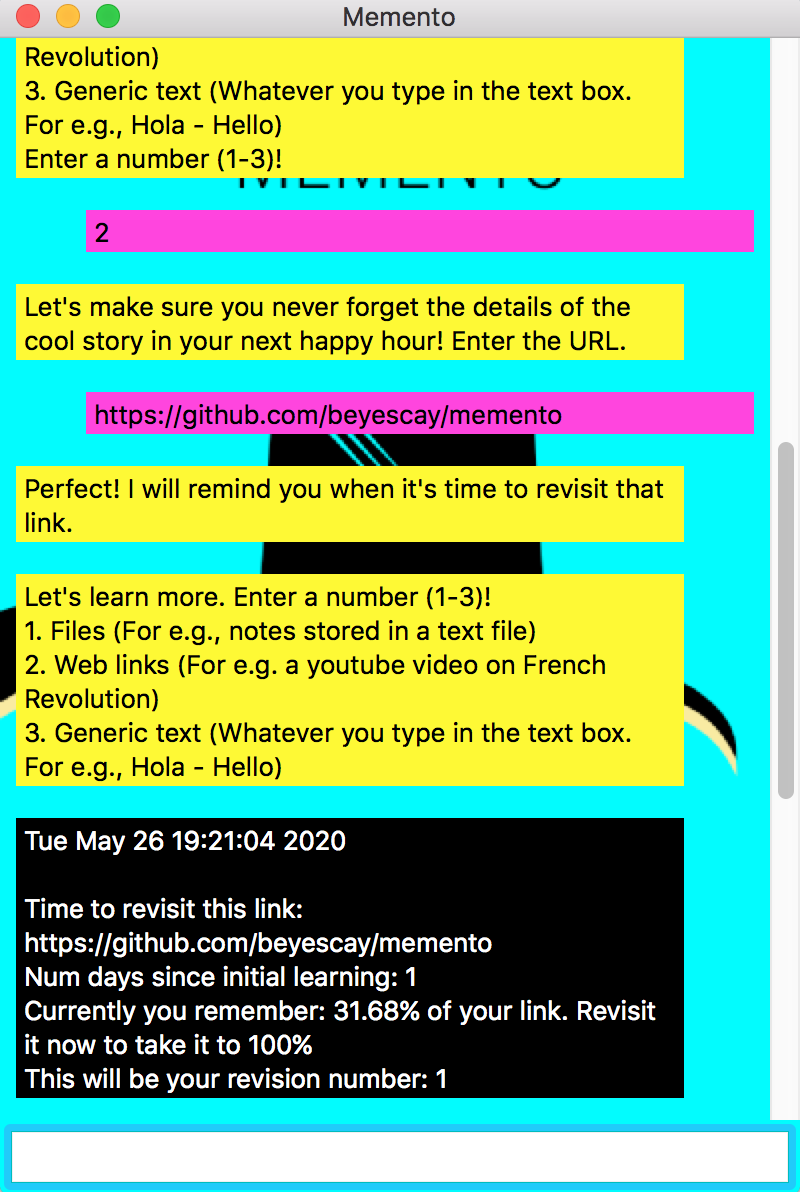 Memento
Revolution)
3. Generic text (Whatever you type in the text box.
For e.g., Hola - Hello)
Enter a number (1-3)!
MEMENTO
2
Let's make sure you never forget the details of the
cool story in your next happy hour! Enter the URL.
https://github.com/beyescay/memento
Perfect! I will remind you when it's time to revisit that
link.
Let's learn more. Enter a number (1-3)!
1. Files (For e.g., notes stored in a text file)
2. Web links (For e.g. a youtube video on French
Revolution)
3. Generic text (Whatever you type in the text box.
For e.g., Hola - Hello)
Tue May 26 19:21:04 2020
Time to revisit this link:
https://github.com/beyescay/memento
Num days since initial learning: 1
Currently you remember: 31.68% of your link. Revisit
it now to take it to 100%
This will be your revision number: 1